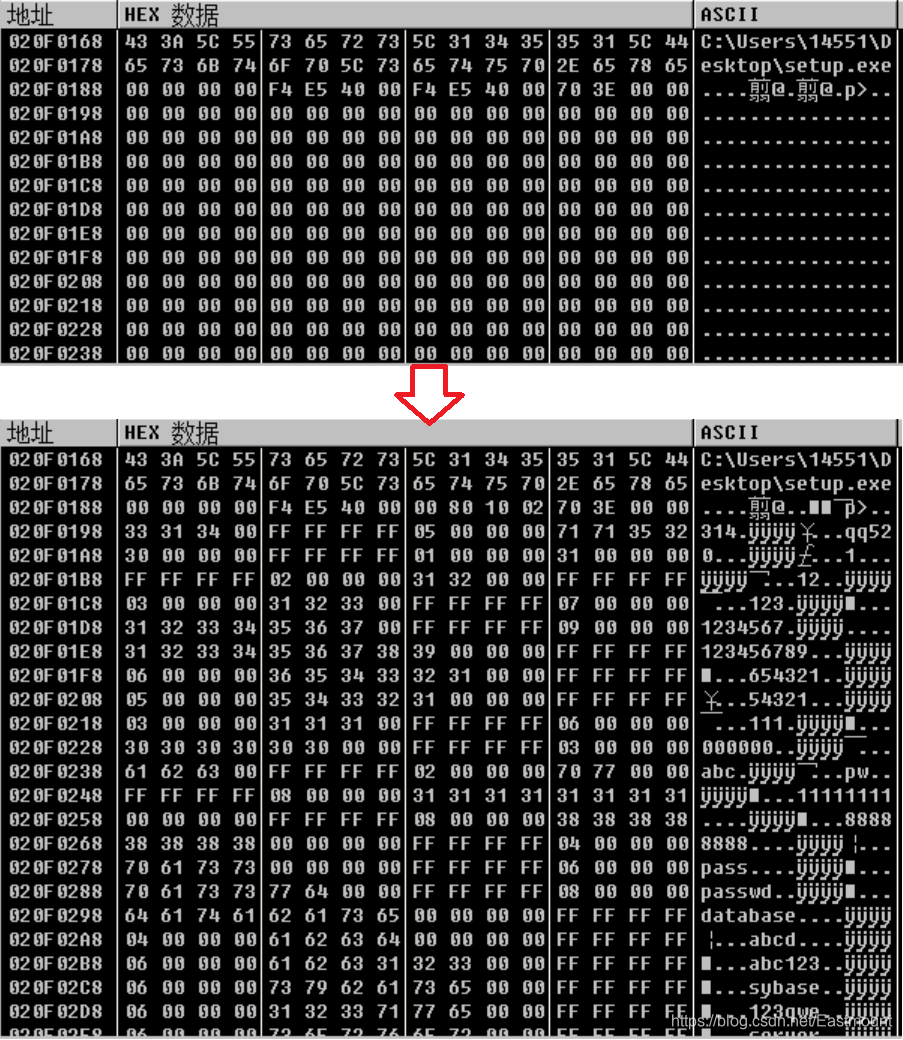 地址 HEX 数据 ASCII
020F0168 43 3A 5C 55 73 65 72 73 5C 31 34 35 35 31 5C 44 C:\Users\14551\D
020F0178 65 73 6B 74 6F 70 5C 73 65 74 75 70 2E 65 78 65 esktop\setup.exe
020F0188 00 00 00 00 F4 E5 40 00 F4 E5 40 00 70 3E 00 00 ....翦@.翦@.p>..
020F0198 00 00 00 00 00 00 00 00 00 00 00 00 00 00 00 00 ................
020F01A8 00 00 00 00 00 00 00 00 00 00 00 00 00 00 00 00 ................
020F01B8 00 00 00 00 00 00 00 00 00 00 00 00 00 00 00 00 ................
020F01C8 00 00 00 00 00 00 00 00 00 00 00 00 00 00 00 00 ................
020F01D8 00 00 00 00 00 00 00 00 00 00 00 00 00 00 00 00 ................
020F01E8 00 00 00 00 00 00 00 00 00 00 00 00 00 00 00 00 ................
020F01F8 00 00 00 00 00 00 00 00 00 00 00 00 00 00 00 00 ................
020F0208 00 00 00 00 00 00 00 00 00 00 00 00 00 00 00 00 ................
020F0218 00 00 00 00 00 00 00 00 00 00 00 00 00 00 00 00 ................
020F0228 00 00 00 00 00 00 00 00 00 00 00 00 00 00 00 00 ................
020F0238 00 00 00 00 00 00 00 00 00 00 00 00 00 00 00 00 ................
地址 HEX 数据 ASCII
020F0168 43 3A 5C 55 73 65 72 73 5C 31 34 35 35 31 5C 44 C:\Users\14551\D
020F0178 65 73 6B 74 6F 70 5C 73 65 74 75 70 2E 65 78 65 esktop\setup.exe
020F0188 00 00 00 00 F4 E5 40 00 00 80 10 02 70 3E 00 00 ....翦@..■■¯p>..
020F0198 33 31 34 00 FF FF FF FF 05 00 00 00 71 71 35 32 314.ÿÿÿÿ¥...qq52
020F01A8 30 00 00 00 FF FF FF FF 01 00 00 00 31 00 00 00 0...ÿÿÿÿ£...1...
020F01B8 FF FF FF FF 02 00 00 00 31 32 00 00 FF FF FF FF ÿÿÿÿ¯...12..ÿÿÿÿ
020F01C8 03 00 00 00 31 32 33 00 FF FF FF FF 07 00 00 00 ...123.ÿÿÿÿ■...
020F01D8 31 32 33 34 35 36 37 00 FF FF FF FF 09 00 00 00 1234567.ÿÿÿÿ....
020F01E8 31 32 33 34 35 36 37 38 39 00 00 00 FF FF FF FF 123456789...ÿÿÿÿ
020F01F8 06 00 00 00 36 35 34 33 32 31 00 00 FF FF FF FF ■...654321..ÿÿÿÿ
020F0208 05 00 00 00 35 34 33 32 31 00 00 00 FF FF FF FF ¥...54321...ÿÿÿÿ
020F0218 03 00 00 00 31 31 31 00 FF FF FF FF 06 00 00 00 ...111.ÿÿÿÿ■...
020F0228 30 30 30 30 30 30 00 00 FF FF FF FF 03 00 00 00 000000..ÿÿÿÿ¯...
020F0238 61 62 63 00 FF FF FF FF 02 00 00 00 70 77 00 00 abc.ÿÿÿÿ¯...pw..
020F0248 FF FF FF FF 08 00 00 00 31 31 31 31 31 31 31 31 ÿÿÿÿ■...11111111
020F0258 00 00 00 00 FF FF FF FF 08 00 00 00 38 38 38 38 ....ÿÿÿÿ■...8888
020F0268 38 38 38 38 00 00 00 00 FF FF FF FF 04 00 00 00 8888....ÿÿÿÿ¦...
020F0278 70 61 73 73 00 00 00 00 FF FF FF FF 06 00 00 00 pass....ÿÿÿÿ■...
020F0288 70 61 73 73 77 64 00 00 FF FF FF FF 08 00 00 00 passwd..ÿÿÿÿ■...
020F0298 64 61 74 61 62 61 73 65 00 00 00 00 FF FF FF FF database....ÿÿÿÿ
020F02A8 04 00 00 00 61 62 63 64 00 00 00 00 FF FF FF FF ¦...abcd....ÿÿÿÿ
020F02B8 06 00 00 00 61 62 63 31 32 33 00 00 FF FF FF FF ■...abc123..ÿÿÿÿ
020F02C8 06 00 00 00 73 79 62 61 73 65 00 00 FF FF FF FF ■...sybase..ÿÿÿÿ
020F02D8 06 00 00 00 31 32 33 71 77 65 00 00 FF FF FF FF ■...123qwe..ÿÿÿÿ
https://blog.csdn.net/Eastmount